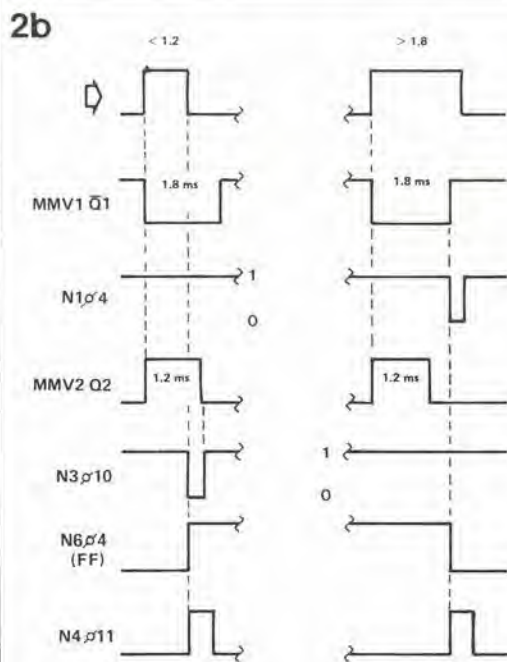 2b
< 1.2 > 1.8
MMV1 Q̅1 1.8 ms 1.8 ms
N1⌀4 1 0
MMV2 Q2 1.2 ms 1.2 ms
N3⌀10 1 0
N6⌀4
(FF)
N4⌀11